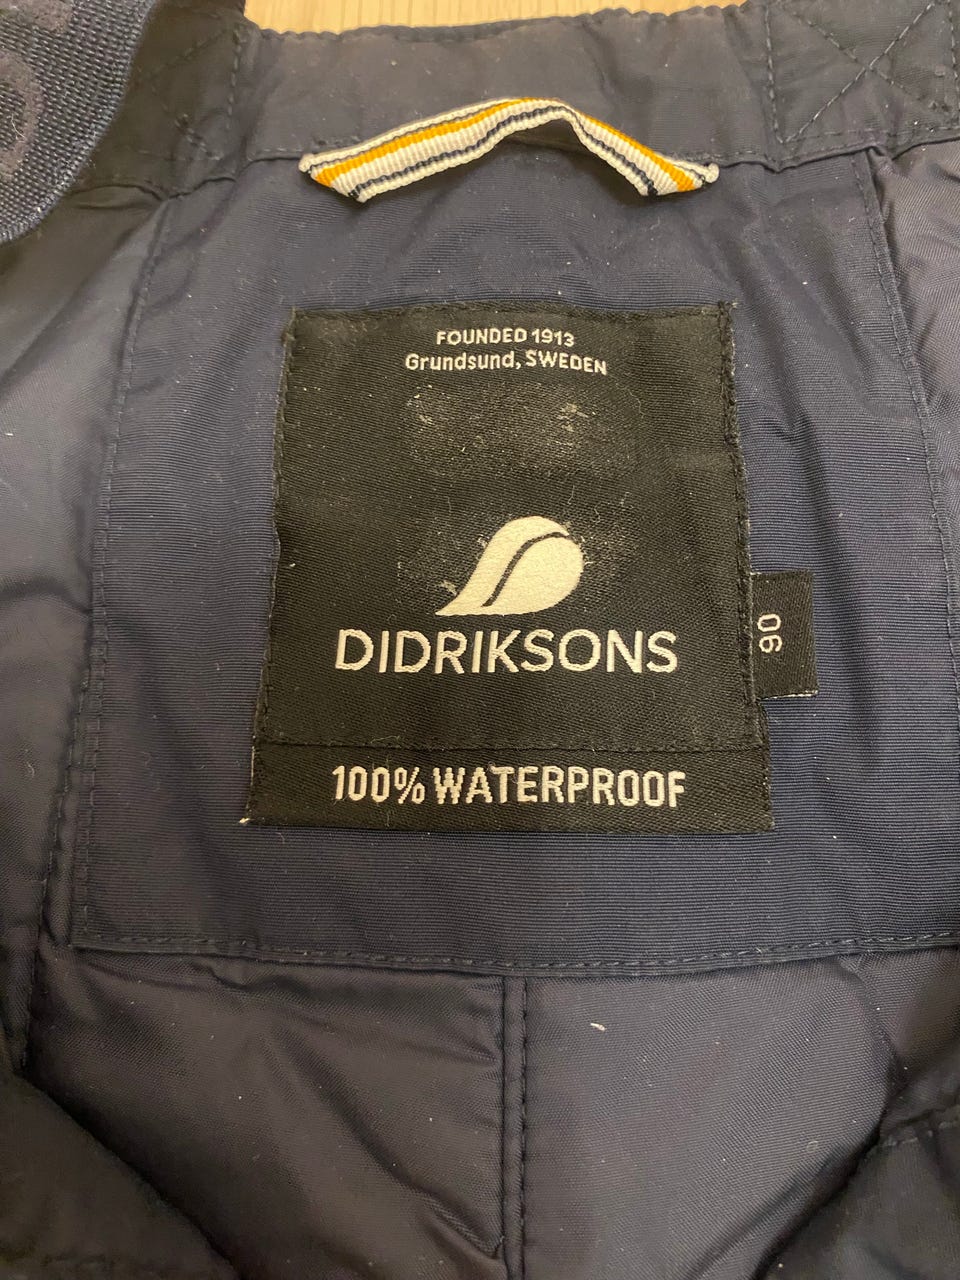 FOUNDED 1913
Grundsund, SWEDEN
DIDRIKSONS
90
100% WATERPROOF